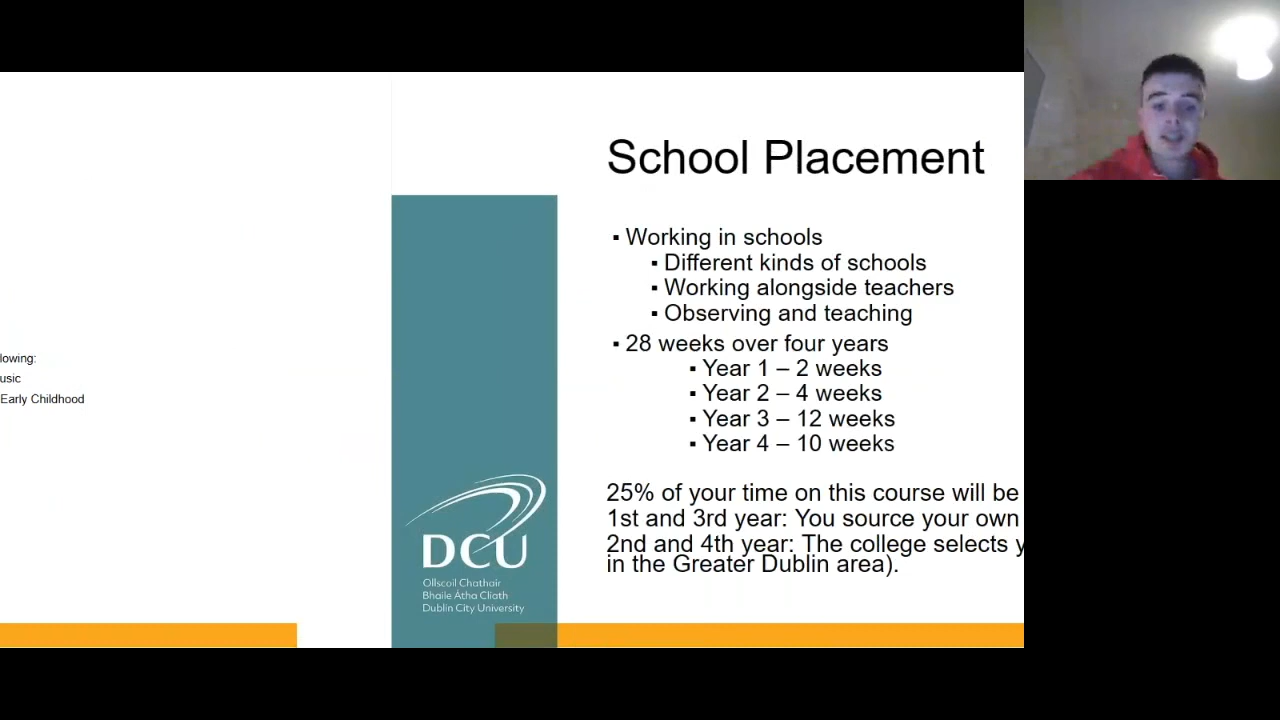 School Placement
▪ Working in schools
▪ Different kinds of schools
▪ Working alongside teachers
▪ Observing and teaching
▪ 28 weeks over four years
▪ Year 1 – 2 weeks
▪ Year 2 – 4 weeks
▪ Year 3 – 12 weeks
▪ Year 4 – 10 weeks
25% of your time on this course will be
1st and 3rd year: You source your own
2nd and 4th year: The college selects y
in the Greater Dublin area).
lowing:
usic
Early Childhood
DCU
Ollscoil Chathair
Bhaile Átha Cliath
Dublin City University